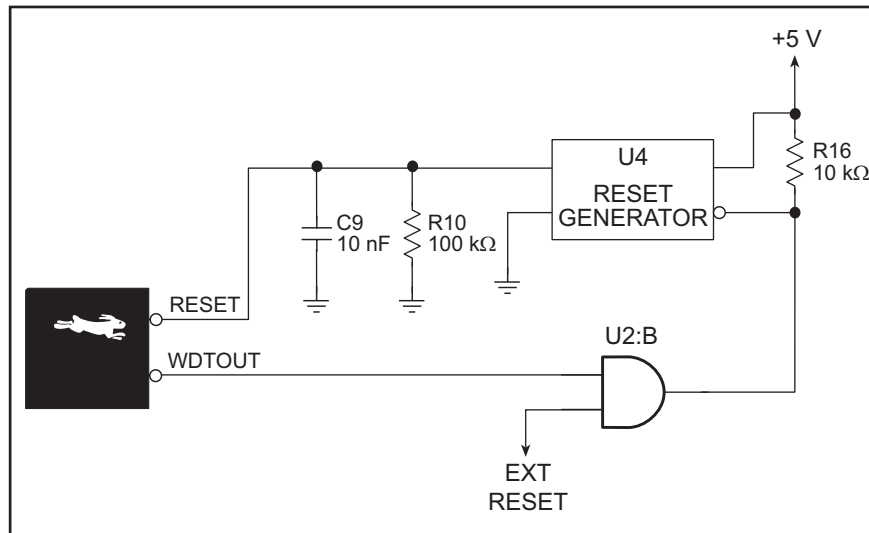 +5 V
U4
RESET
GENERATOR
R16
10 kΩ
C9
10 nF
R10
100 kΩ
RESET
WDTOUT
U2:B
EXT
RESET